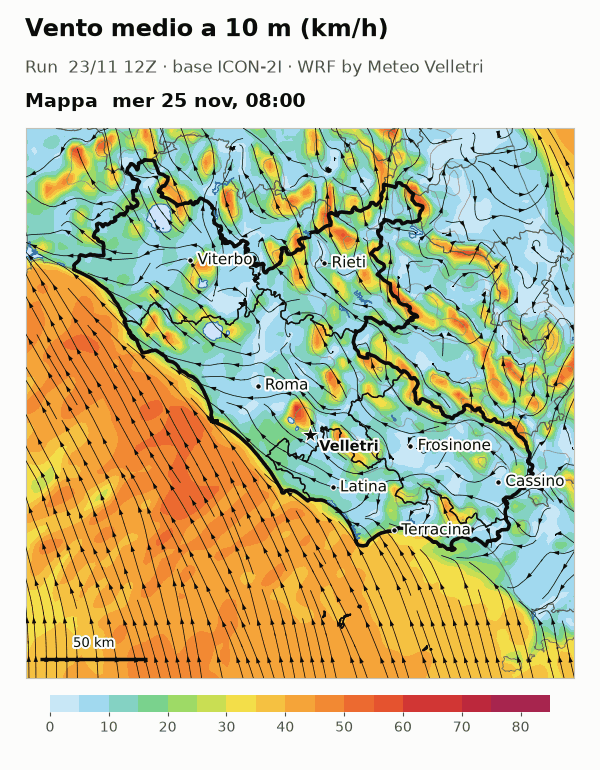 Vento medio a 10 m (km/h)
Run 23/11 12Z · base ICON-2I · WRF by Meteo Velletri
Mappa mer 25 nov, 08:00
Viterbo
Rieti
Roma
Velletri
Frosinone
Latina
Cassino
Terracina
50 km
0 10 20 30 40 50 60 70 80